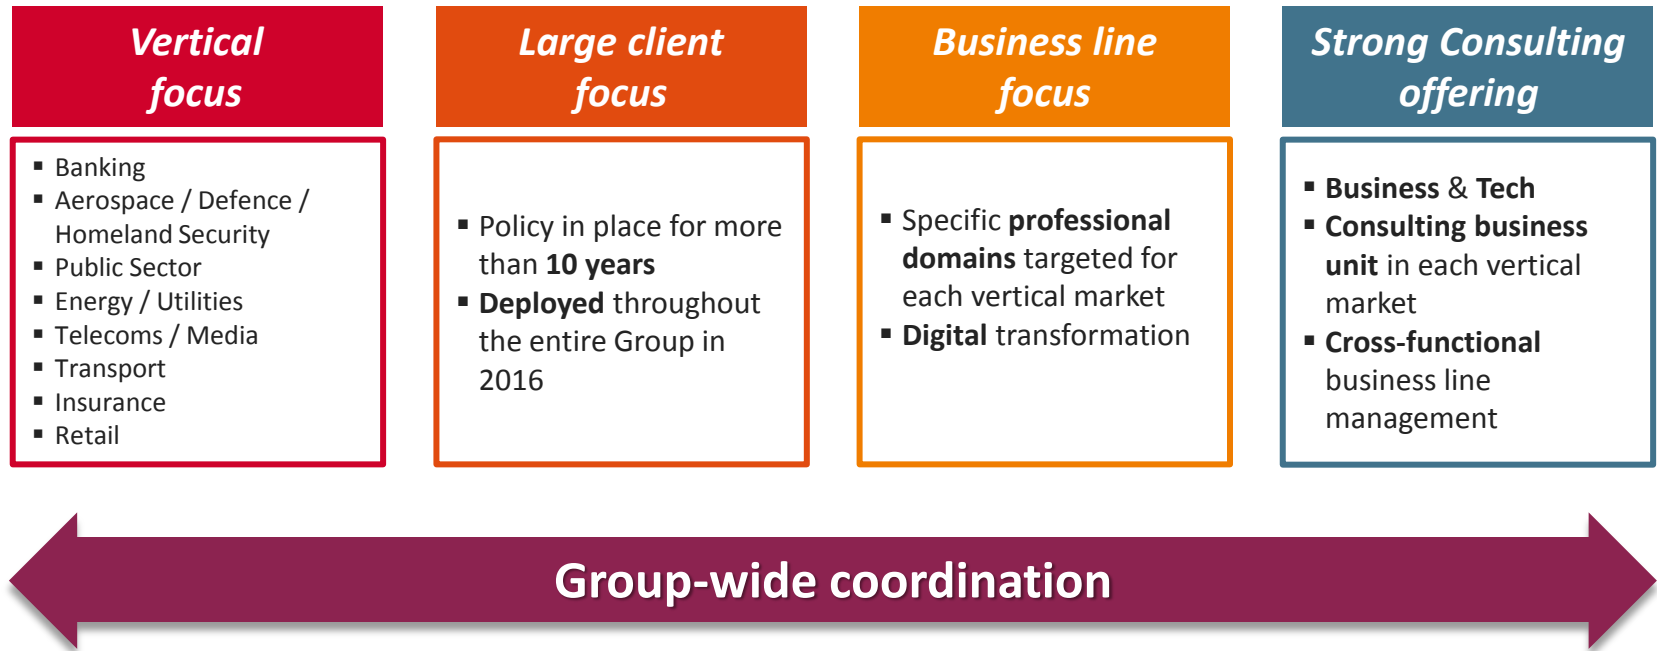 Vertical
focus
▪ Banking
▪ Aerospace / Defence /
Homeland Security
▪ Public Sector
▪ Energy / Utilities
▪ Telecoms / Media
▪ Transport
▪ Insurance
▪ Retail
Large client
focus
▪ Policy in place for more
than 10 years
▪ Deployed throughout
the entire Group in
2016
Business line
focus
▪ Specific professional
domains targeted for
each vertical market
▪ Digital transformation
Strong Consulting
offering
▪ Business & Tech
▪ Consulting business
unit in each vertical
market
▪ Cross-functional
business line
management
Group-wide coordination